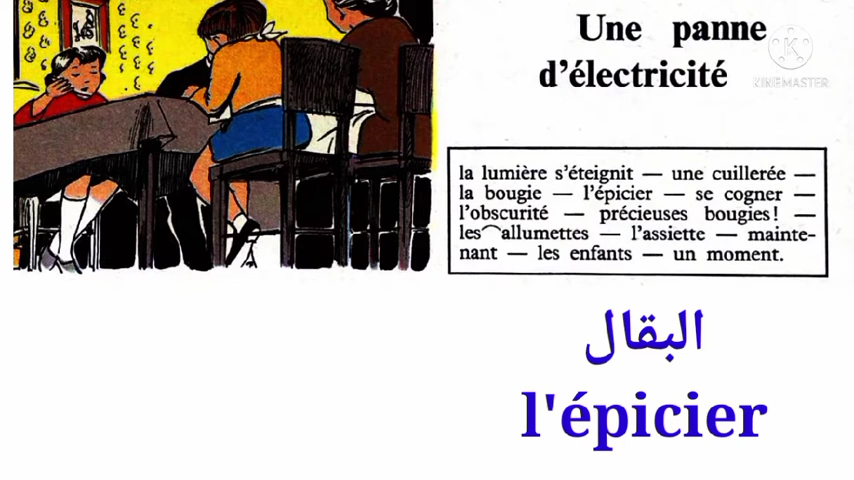 Une panne
d'électricité
KINEMASTER
la lumière s'éteignit — une cuillerée —
la bougie — l'épicier — se cogner —
l'obscurité — précieuses bougies! —
les‿allumettes — l'assiette — mainte-
nant — les enfants — un moment.
البقال
l'épicier